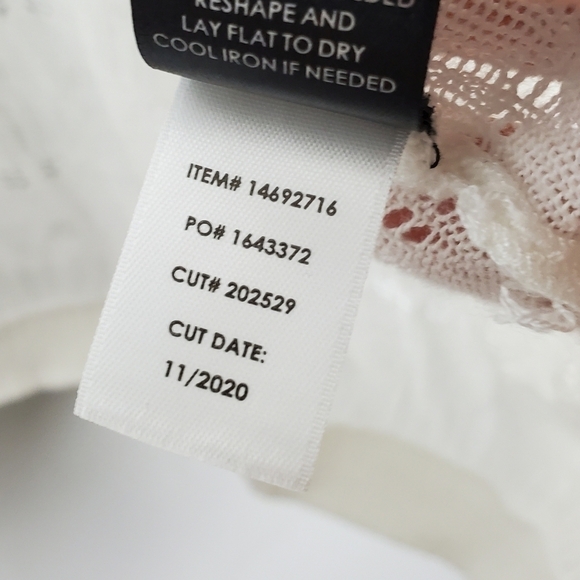 RESHAPE AND
LAY FLAT TO DRY
COOL IRON IF NEEDED
ITEM# 14692716
PO# 1643372
CUT# 202529
CUT DATE:
11/2020